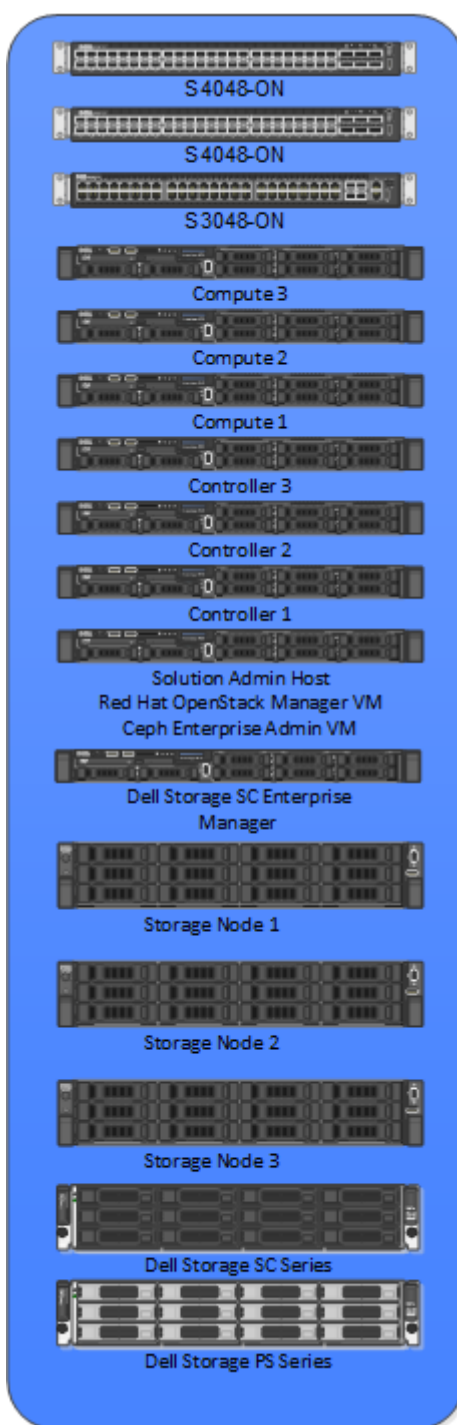 S4048-ON
S4048-ON
S3048-ON
Compute 3
Compute 2
Compute 1
Controller 3
Controller 2
Controller 1
Solution Admin Host
Red Hat OpenStack Manager VM
Ceph Enterprise Admin VM
Dell Storage SC Enterprise
Manager
Storage Node 1
Storage Node 2
Storage Node 3
Dell Storage SC Series
Dell Storage PS Series